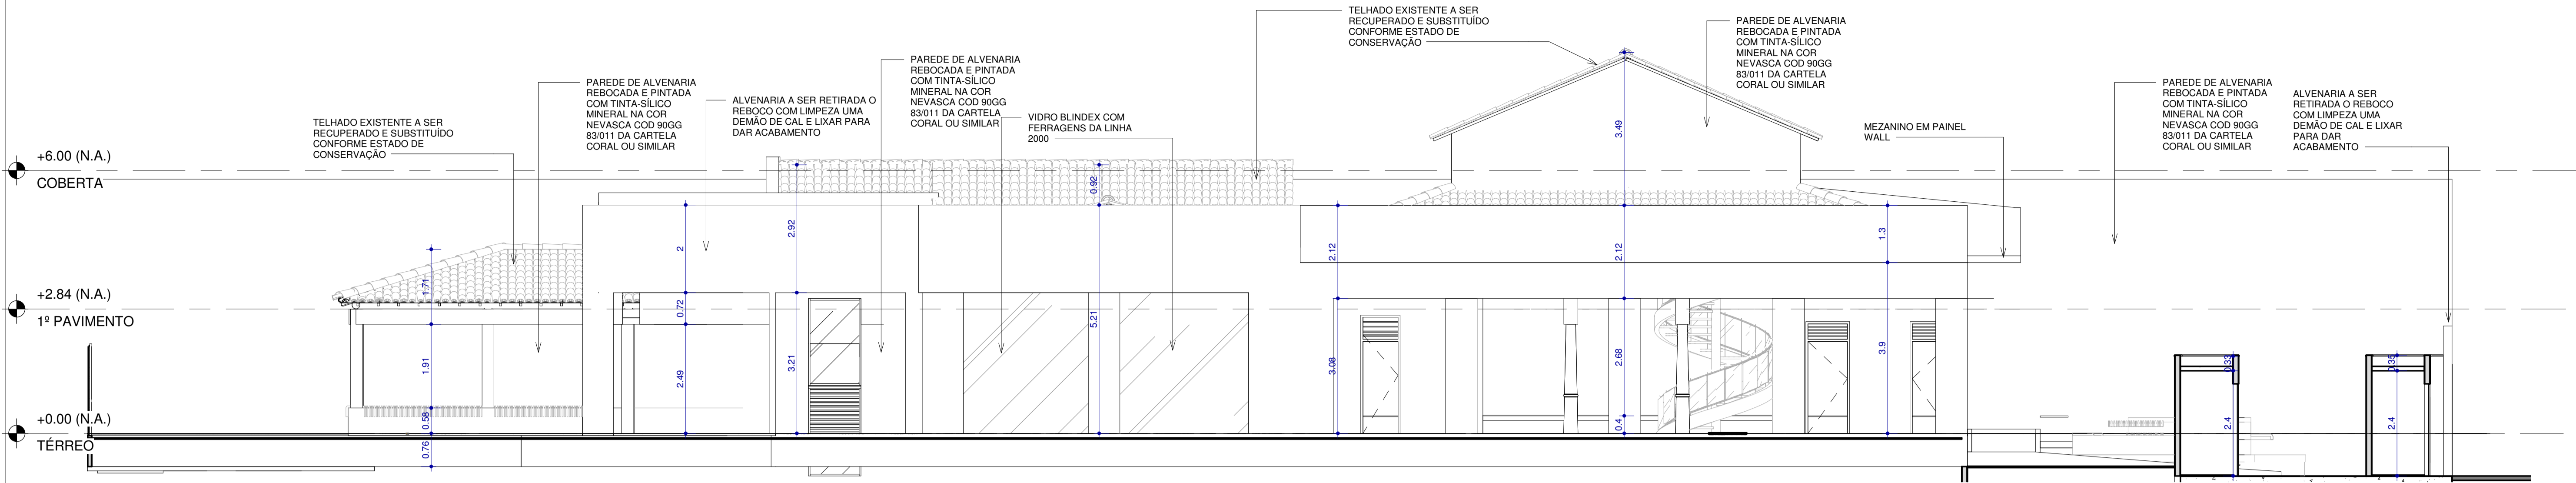 TELHADO EXISTENTE A SER
RECUPERADO E SUBSTITUÍDO
CONFORME ESTADO DE
CONSERVAÇÃO
PAREDE DE ALVENARIA
REBOCADA E PINTADA
COM TINTA-SÍLICO
MINERAL NA COR
NEVASCA COD 90GG
83/011 DA CARTELA
CORAL OU SIMILAR
ALVENARIA A SER RETIRADA O
REBOCO COM LIMPEZA UMA
DEMÃO DE CAL E LIXAR PARA
DAR ACABAMENTO
PAREDE DE ALVENARIA
REBOCADA E PINTADA
COM TINTA-SÍLICO
MINERAL NA COR
NEVASCA COD 90GG
83/011 DA CARTELA
CORAL OU SIMILAR
VIDRO BLINDEX COM
FERRAGENS DA LINHA
2000
TELHADO EXISTENTE A SER
RECUPERADO E SUBSTITUÍDO
CONFORME ESTADO DE
CONSERVAÇÃO
PAREDE DE ALVENARIA
REBOCADA E PINTADA
COM TINTA-SÍLICO
MINERAL NA COR
NEVASCA COD 90GG
83/011 DA CARTELA
CORAL OU SIMILAR
MEZANINO EM PAINEL
WALL
PAREDE DE ALVENARIA
REBOCADA E PINTADA
COM TINTA-SÍLICO
MINERAL NA COR
NEVASCA COD 90GG
83/011 DA CARTELA
CORAL OU SIMILAR
ALVENARIA A SER
RETIRADA O REBOCO
COM LIMPEZA UMA
DEMÃO DE CAL E LIXAR
PARA DAR
ACABAMENTO
+6.00 (N.A.)
COBERTA
+2.84 (N.A.)
1º PAVIMENTO
+0.00 (N.A.)
TÉRREO
1.71
1.91
0.58
0.76
2
0.72
2.49
2.92
3.21
0.92
5.21
2.12
3.08
3.49
2.12
2.68
0.4
1.3
3.9
0.33
2.4
0.35
2.4